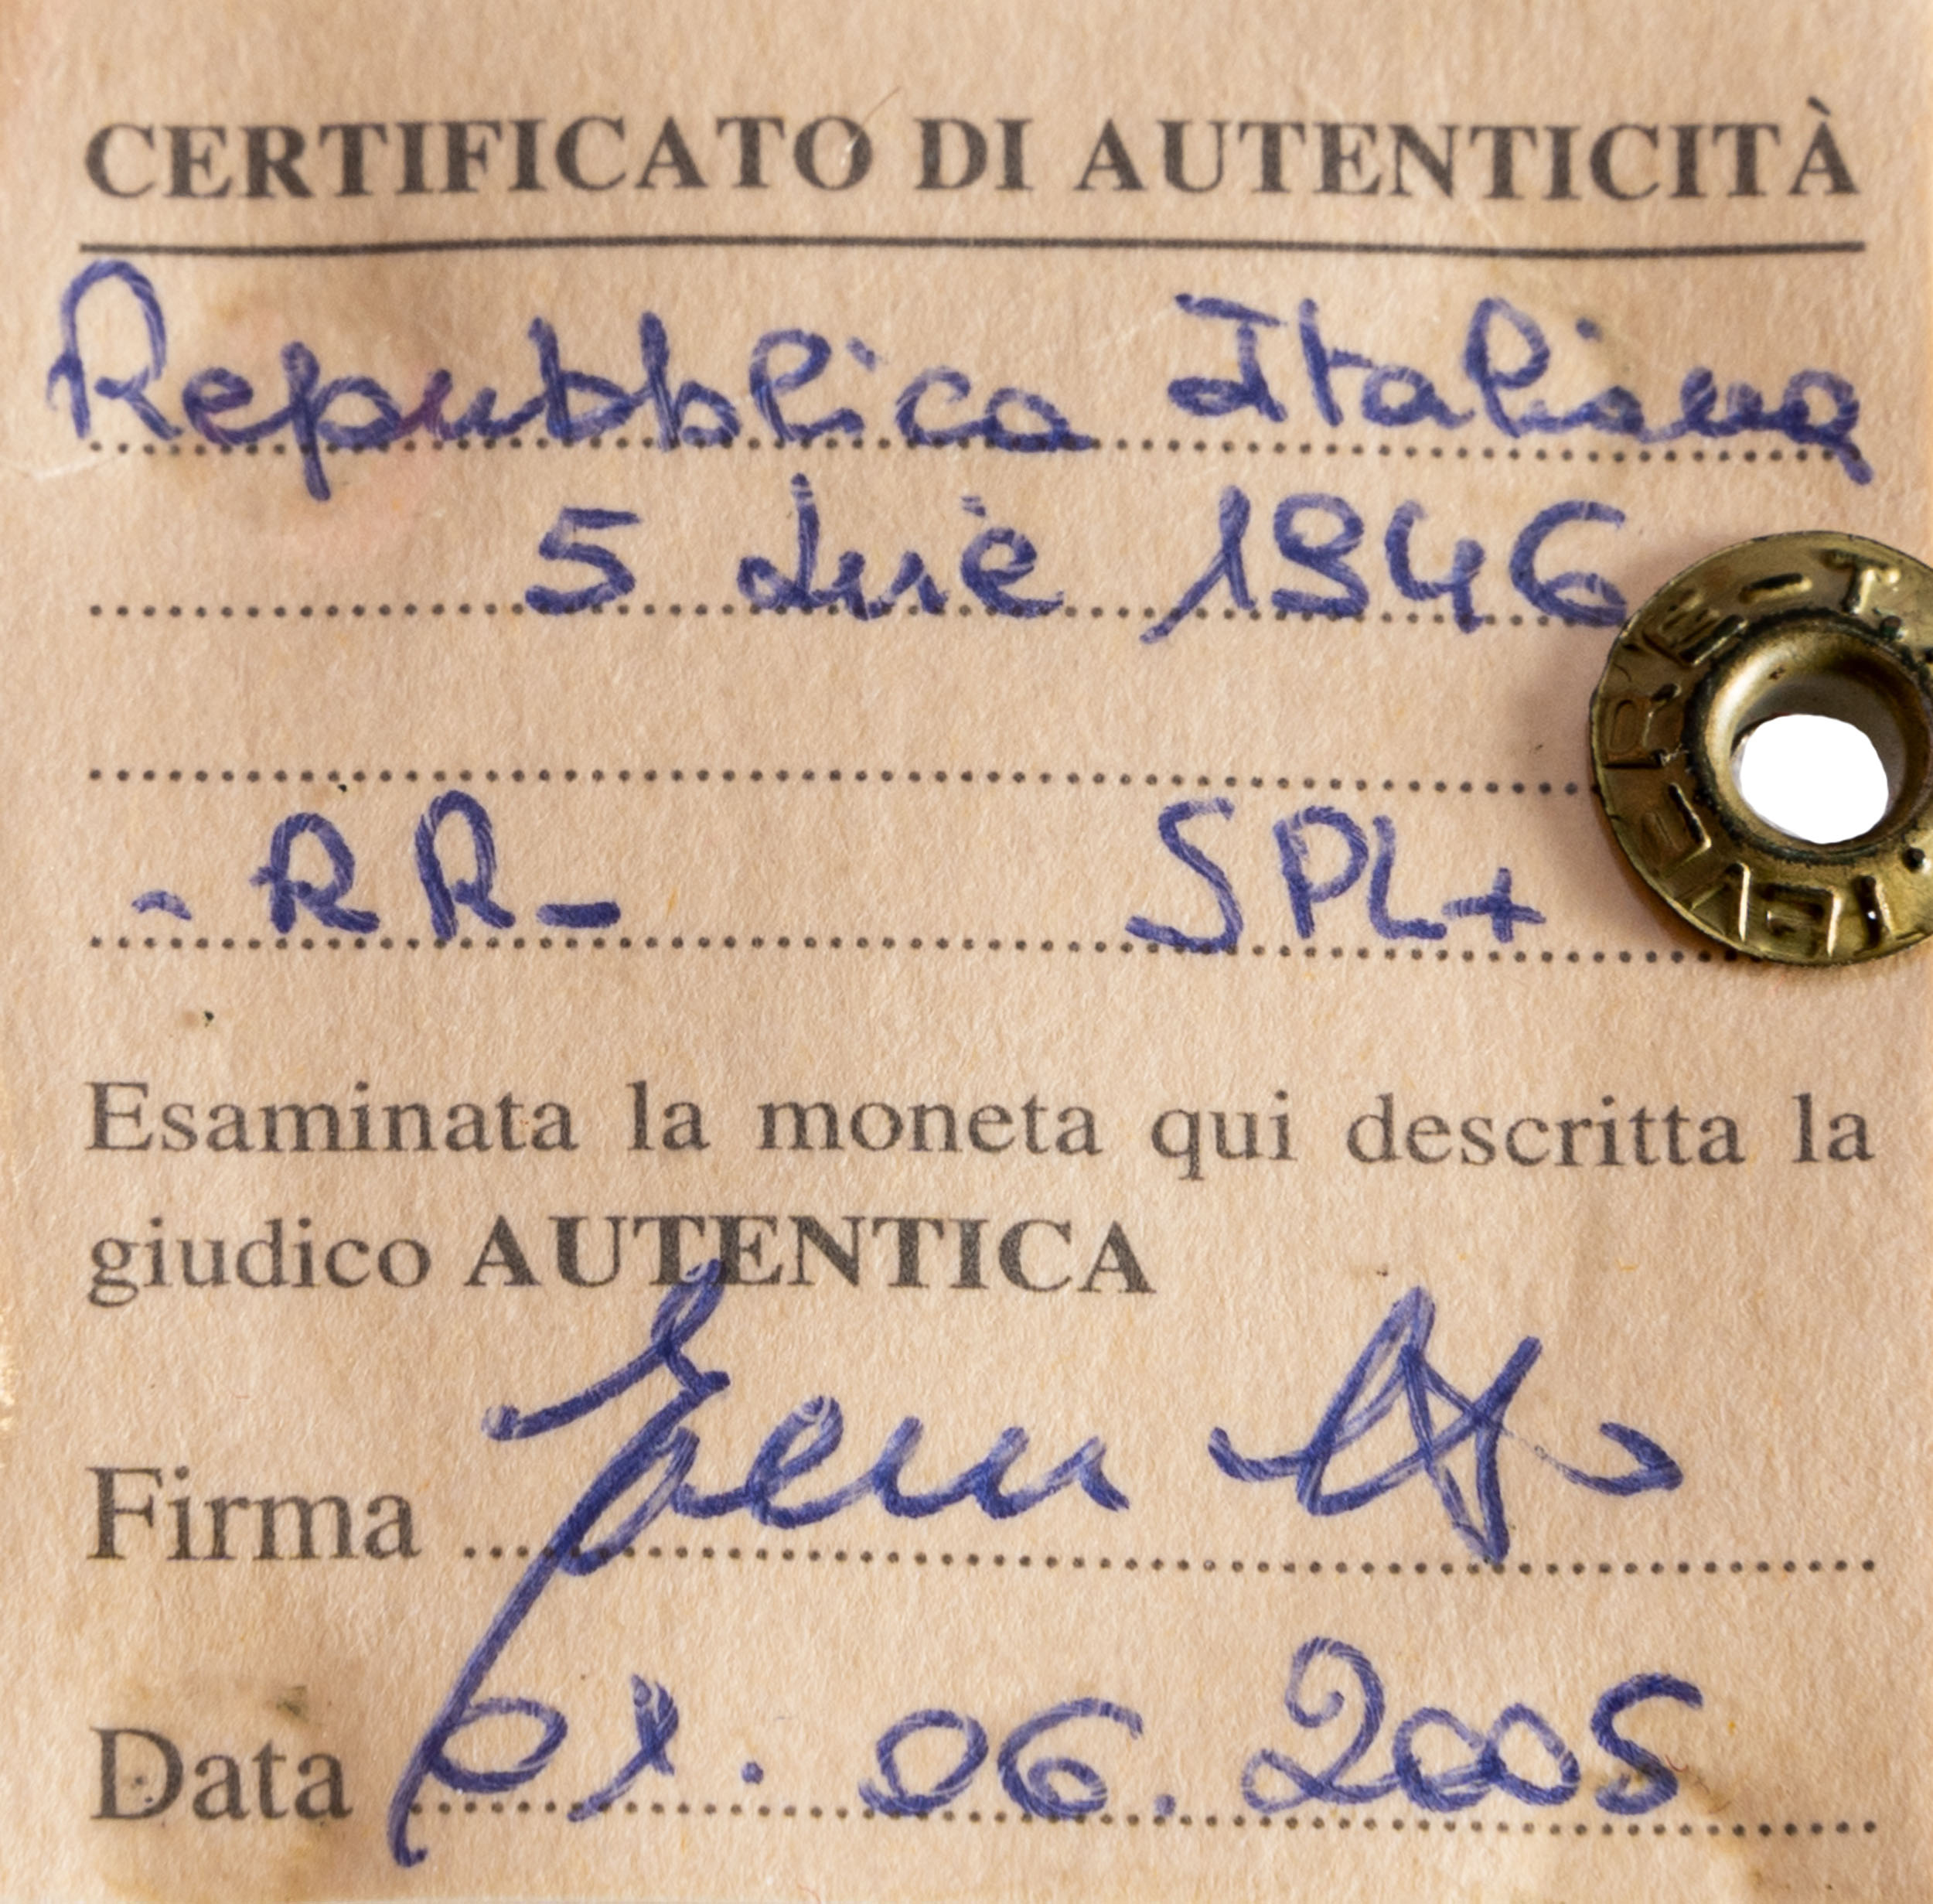 CERTIFICATO DI AUTENTICITÀ
Repubblica Italiana
5 Lire 1946
- RR - SPL+
Esaminata la moneta qui descritta la
giudico AUTENTICA
Firma
Data 01.06.2005